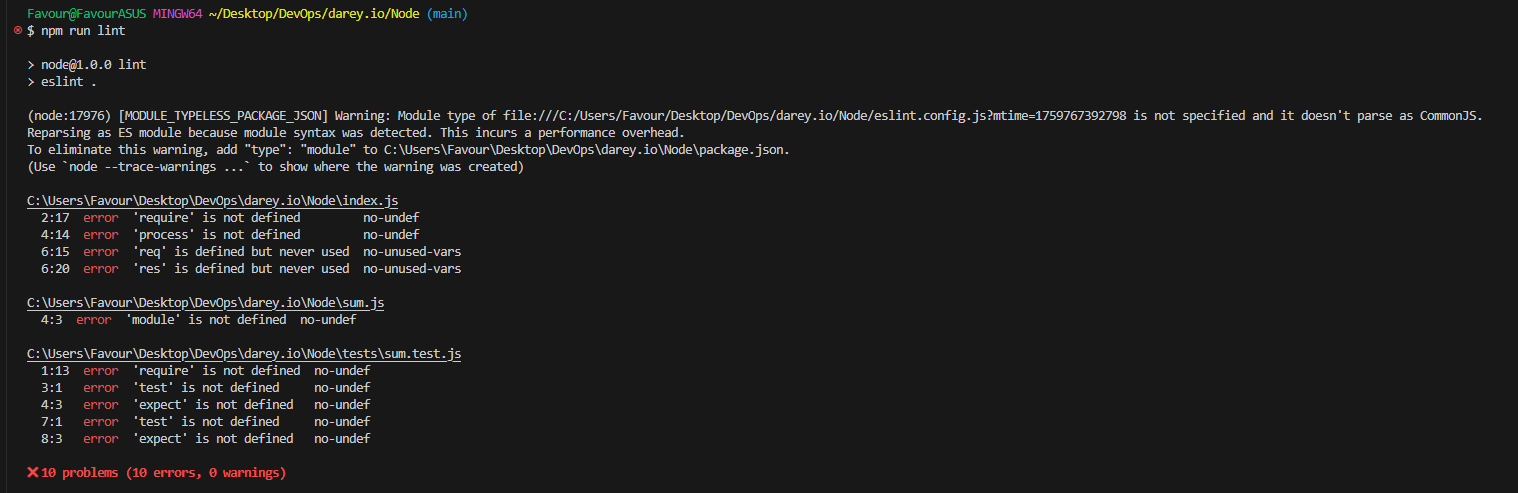 Favour@FavourASUS MINGW64 ~/Desktop/DevOps/darey.io/Node (main)
$ npm run lint
> node@1.0.0 lint
> eslint .
(node:17976) [MODULE_TYPELESS_PACKAGE_JSON] Warning: Module type of file:///C:/Users/Favour/Desktop/DevOps/darey.io/Node/eslint.config.js?mtime=1759767392798 is not specified and it doesn't parse as CommonJS.
Reparsing as ES module because module syntax was detected. This incurs a performance overhead.
To eliminate this warning, add "type": "module" to C:\Users\Favour\Desktop\DevOps\darey.io\Node\package.json.
(Use `node --trace-warnings ...` to show where the warning was created)
C:\Users\Favour\Desktop\DevOps\darey.io\Node\index.js
2:17 error 'require' is not defined no-undef
4:14 error 'process' is not defined no-undef
6:15 error 'req' is defined but never used no-unused-vars
6:20 error 'res' is defined but never used no-unused-vars
C:\Users\Favour\Desktop\DevOps\darey.io\Node\sum.js
4:3 error 'module' is not defined no-undef
C:\Users\Favour\Desktop\DevOps\darey.io\Node\tests\sum.test.js
1:13 error 'require' is not defined no-undef
3:1 error 'test' is not defined no-undef
4:3 error 'expect' is not defined no-undef
7:1 error 'test' is not defined no-undef
8:3 error 'expect' is not defined no-undef
❌ 10 problems (10 errors, 0 warnings)